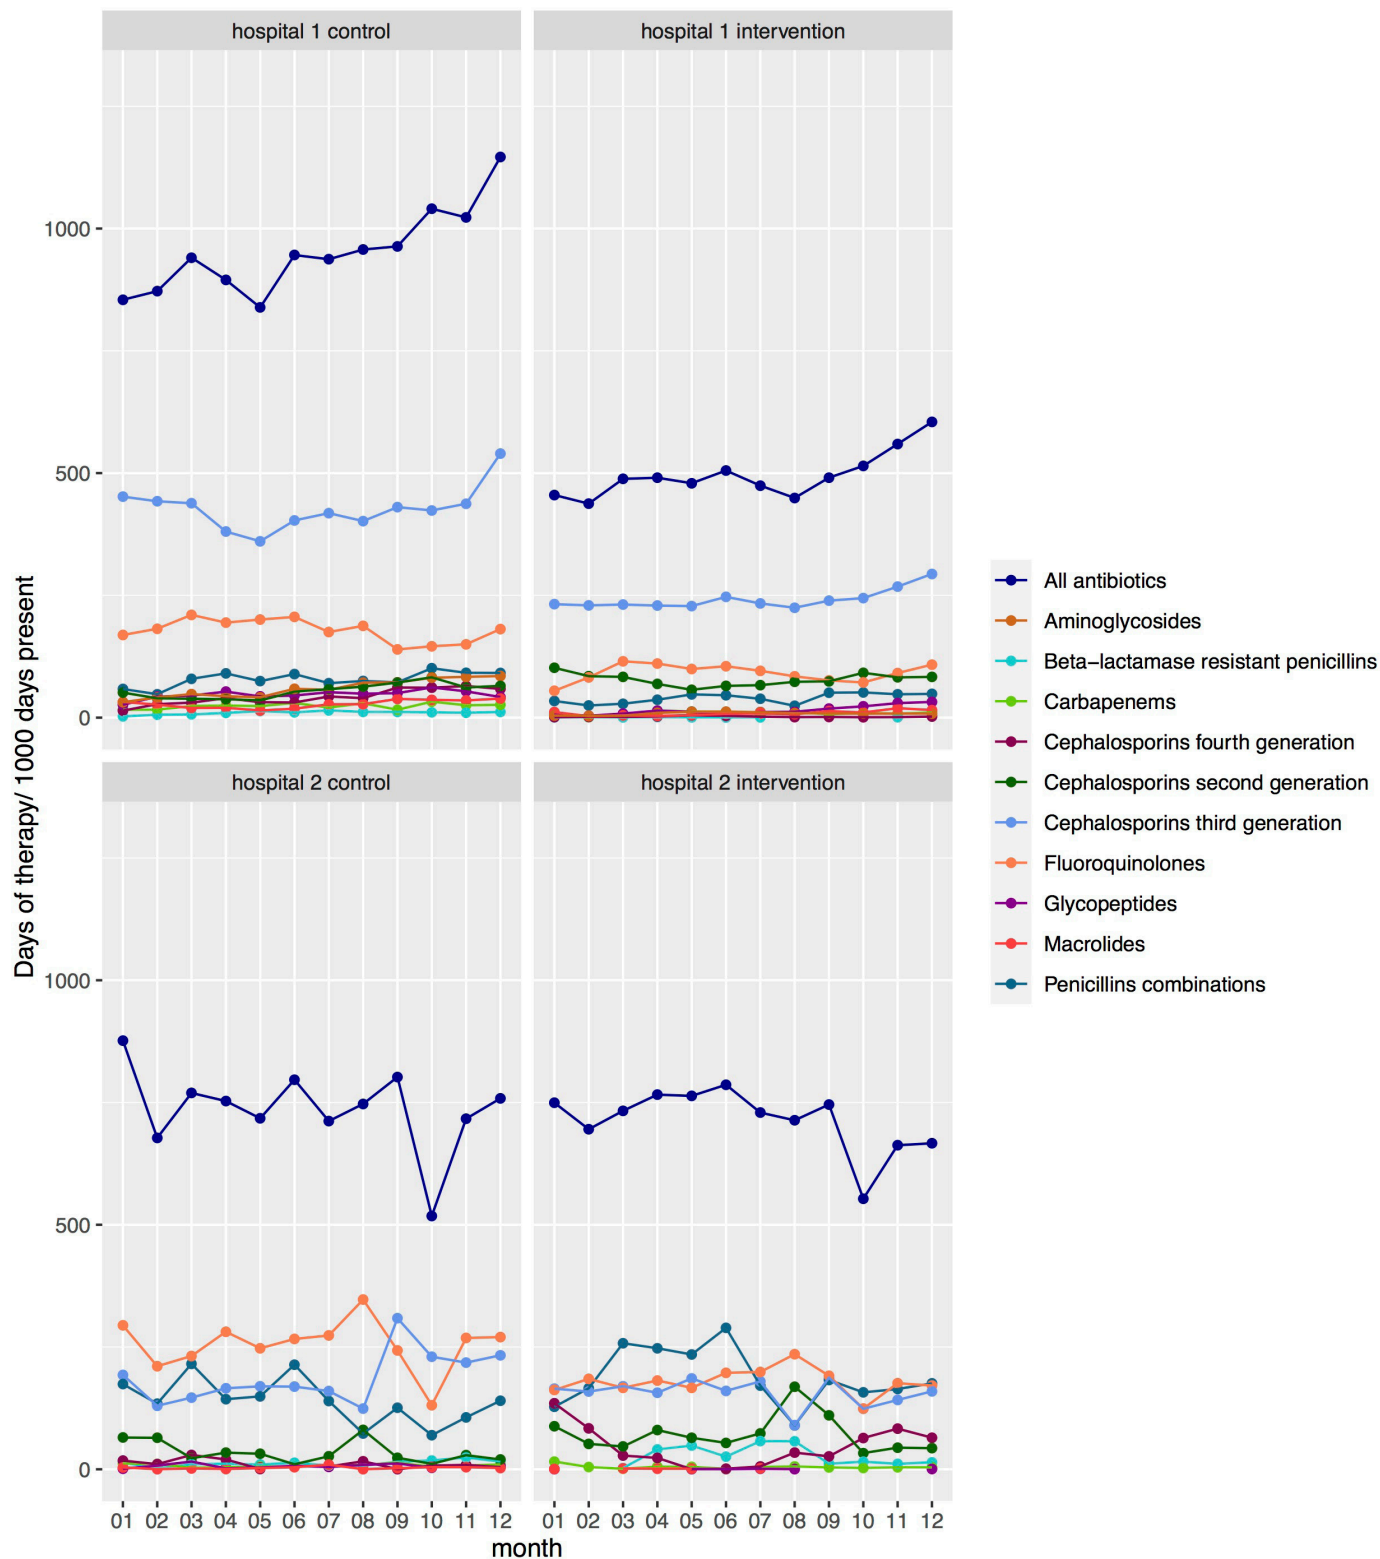 hospital 1 control
hospital 1 intervention
1000
500
0
hospital 2 control
hospital 2 intervention
1000
500
0
01 02 03 04 05 06 07 08 09 10 11 12
01 02 03 04 05 06 07 08 09 10 11 12
month
Days of therapy/ 1000 days present
All antibiotics
Aminoglycosides
Beta−lactamase resistant penicillins
Carbapenems
Cephalosporins fourth generation
Cephalosporins second generation
Cephalosporins third generation
Fluoroquinolones
Glycopeptides
Macrolides
Penicillins combinations